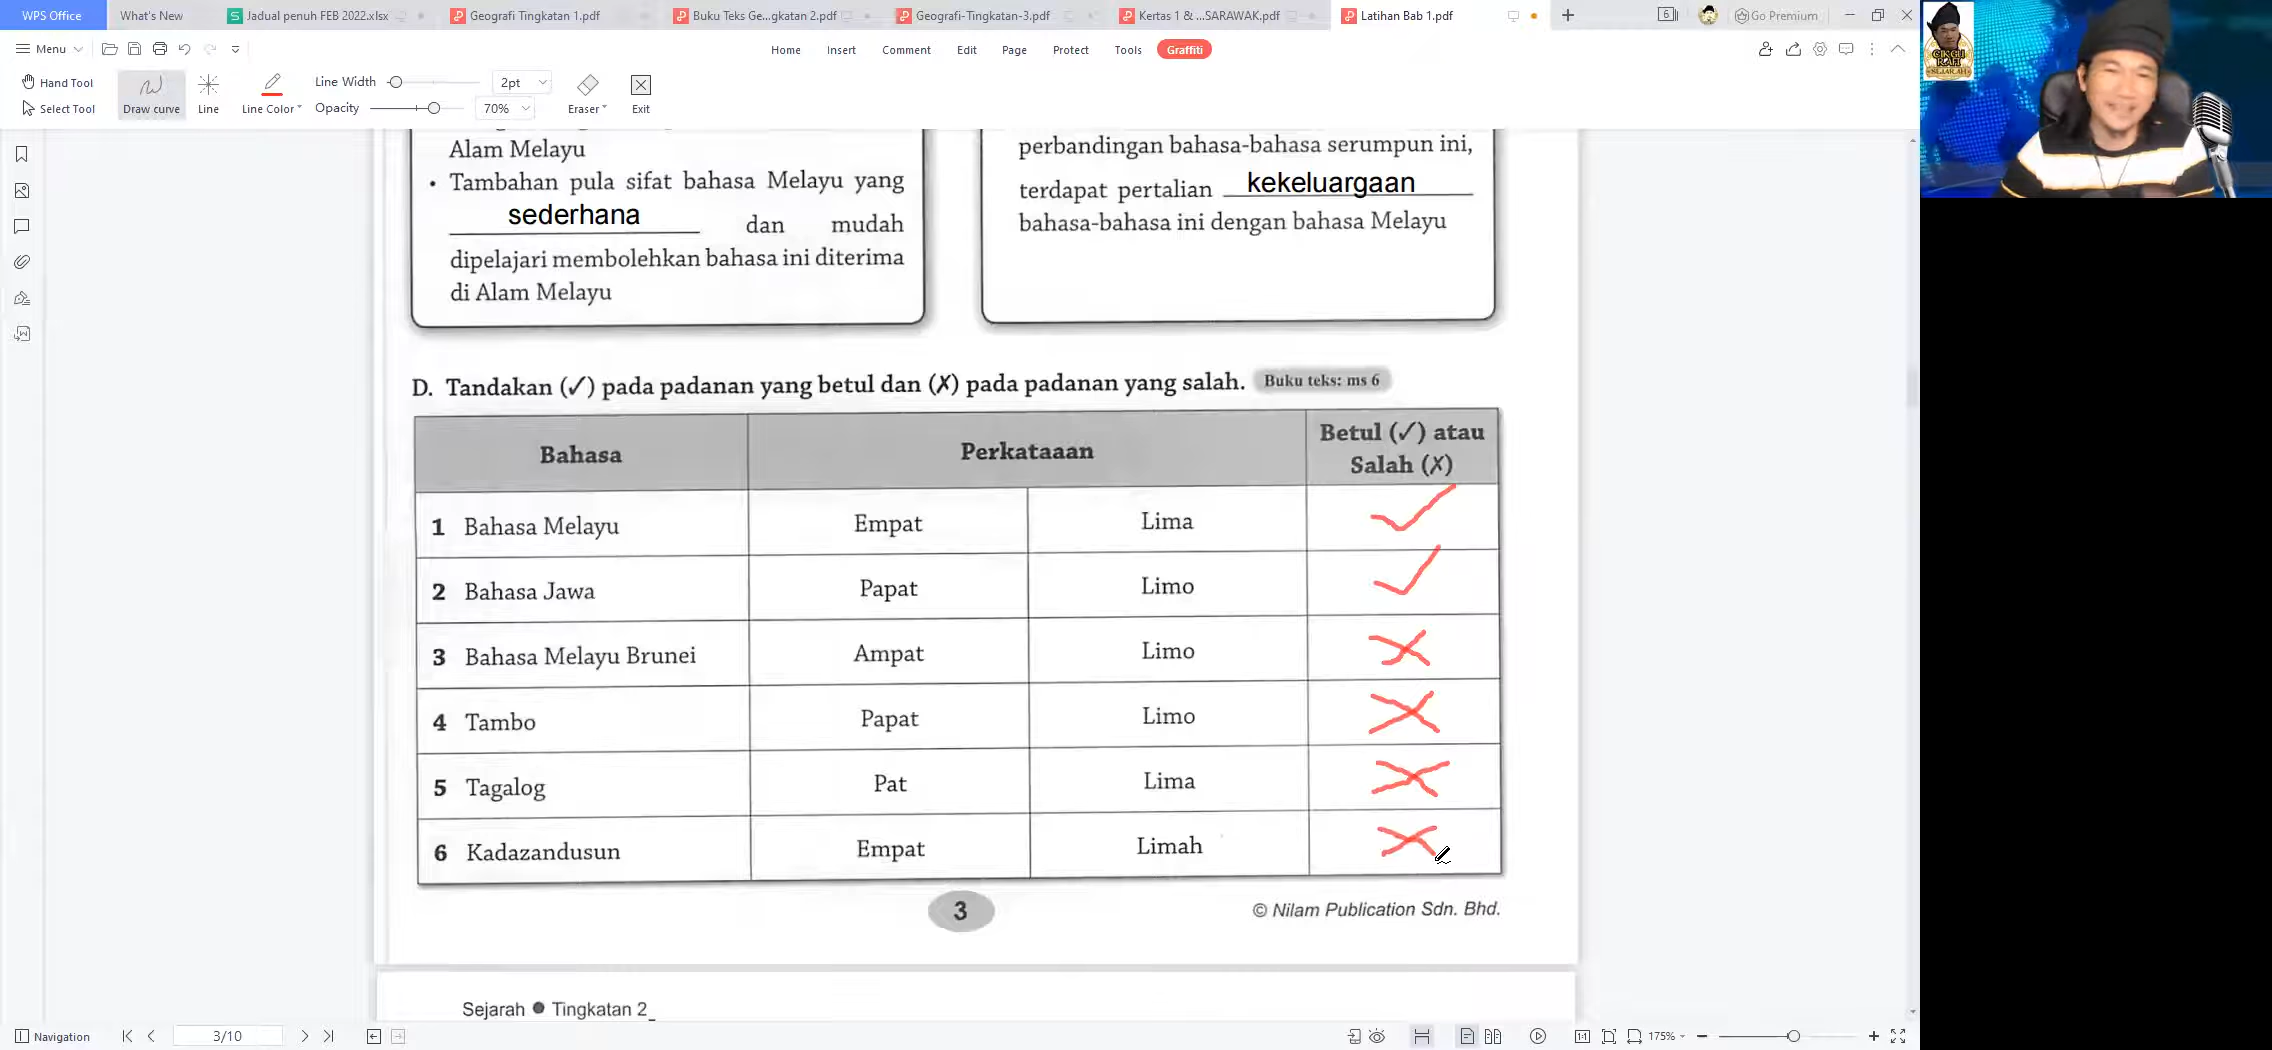 WPS Office What's New Jadual penuh FEB 2022.xlsx Geografi Tingkatan 1.pdf Buku Teks Ge...gkatan 2.pdf Geografi-Tingkatan-3.pdf Kertas 1 & ...SARAWAK.pdf Latihan Bab 1.pdf 6 Go Premium
Menu Home Insert Comment Edit Page Protect Tools Graffiti
Hand Tool Line Width 2pt
Select Tool Draw curve Line Line Color Opacity 70% Eraser Exit
CIKGU
RAFI
SEJARAH
Alam Melayu
• Tambahan pula sifat bahasa Melayu yang
sederhana dan mudah
dipelajari membolehkan bahasa ini diterima
di Alam Melayu
perbandingan bahasa-bahasa serumpun ini,
terdapat pertalian kekeluargaan
bahasa-bahasa ini dengan bahasa Melayu
D. Tandakan (✓) pada padanan yang betul dan (✗) pada padanan yang salah. Buku teks: ms 6
Bahasa Perkataaan Betul (✓) atau
Salah (✗)
1 Bahasa Melayu Empat Lima ✓
2 Bahasa Jawa Papat Limo ✓
3 Bahasa Melayu Brunei Ampat Limo ✗
4 Tambo Papat Limo ✗
5 Tagalog Pat Lima ✗
6 Kadazandusun Empat Limah ✗
3
© Nilam Publication Sdn. Bhd.
Sejarah ● Tingkatan 2
Navigation 3/10 175%